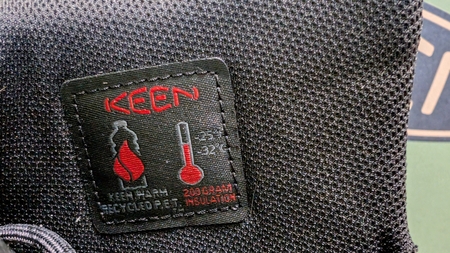 KEEN
-25°F
-32°C
KEEN WARM
RECYCLED P.E.T.
200 GRAM
INSULATION